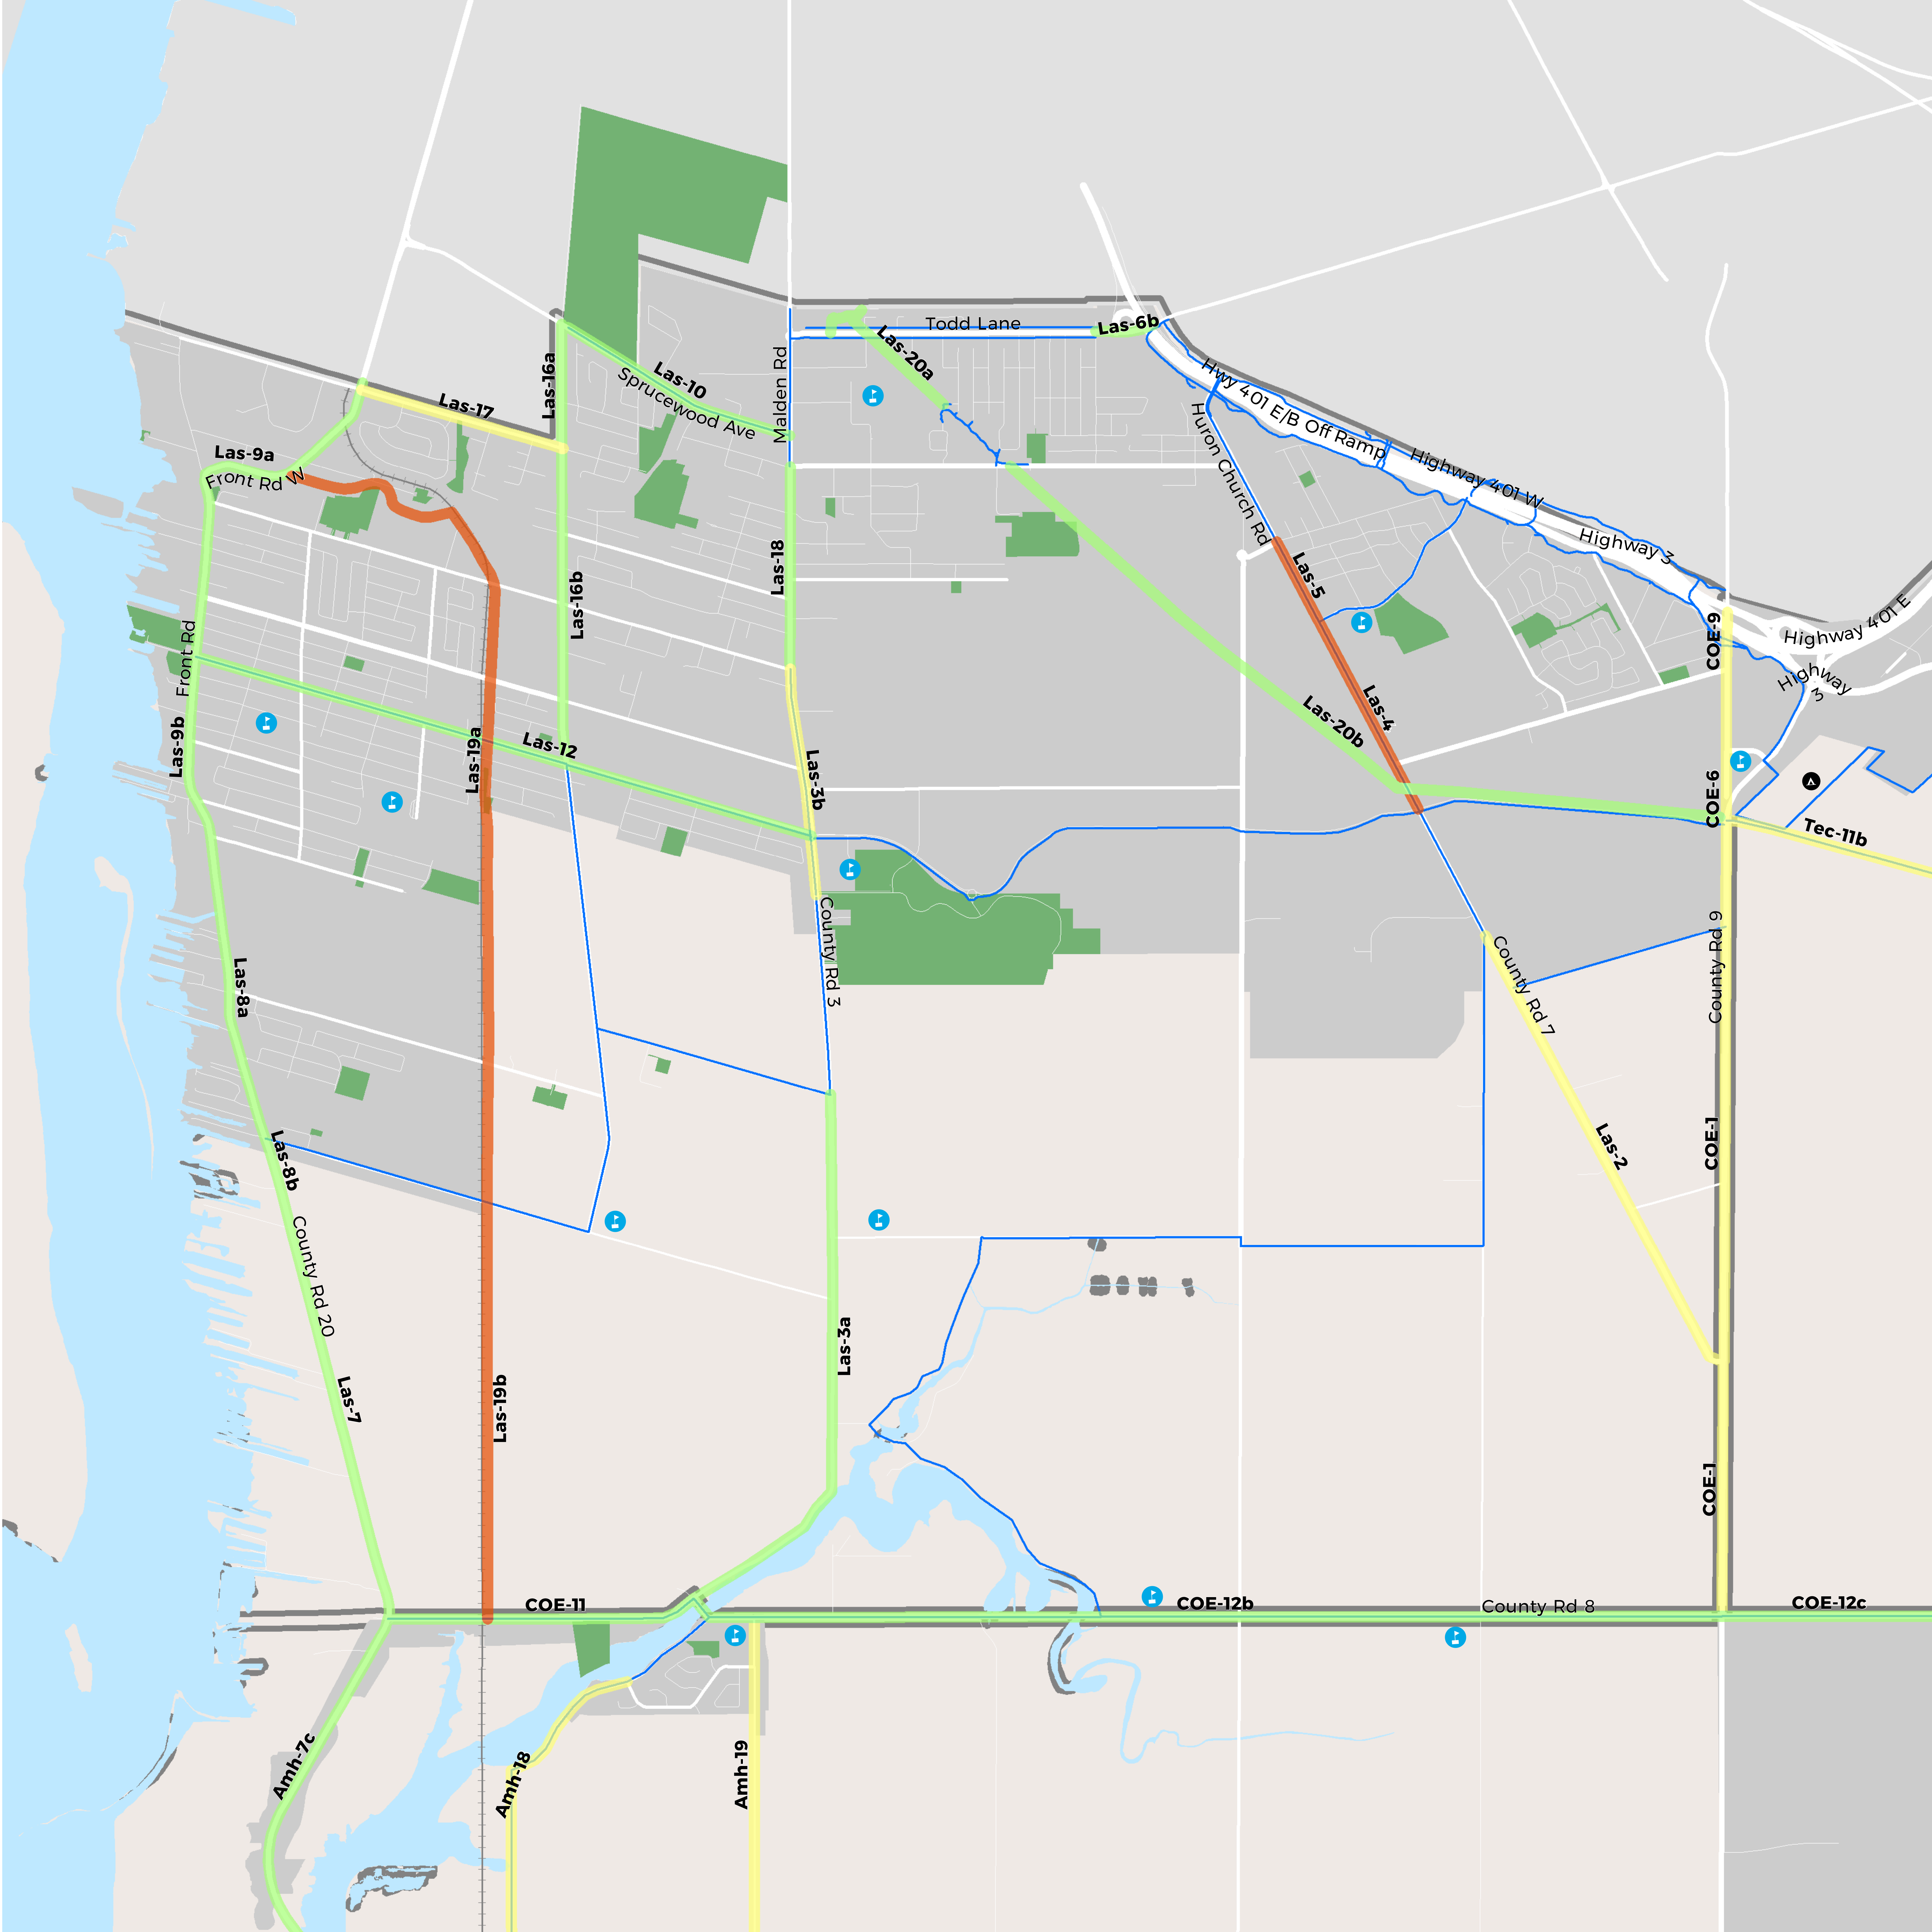 Todd Lane
Las-6b
Las-20a
Las-16a
Las-10
Sprucewood Ave
Malden Rd
Las-17
Hwy 401 E/B Off Ramp
Huron Church Rd
Highway 401 W
Las-9a
Front Rd W
Highway 3
Las-18
Las-5
Las-16b
Highway 401 E
COE-9
Front Rd
Highway
3
Las-4
Las-20b
Las-9b
Las-19a
Las-12
Las-3b
COE-6
Tec-11b
County Rd 3
County Rd 7
County Rd 9
Las-8a
Las-2
COE-1
Las-8b
County Rd 20
Las-3a
Las-7
Las-19b
COE-1
COE-11
COE-12b
County Rd 8
COE-12c
Amh-7c
Amh-18
Amh-19